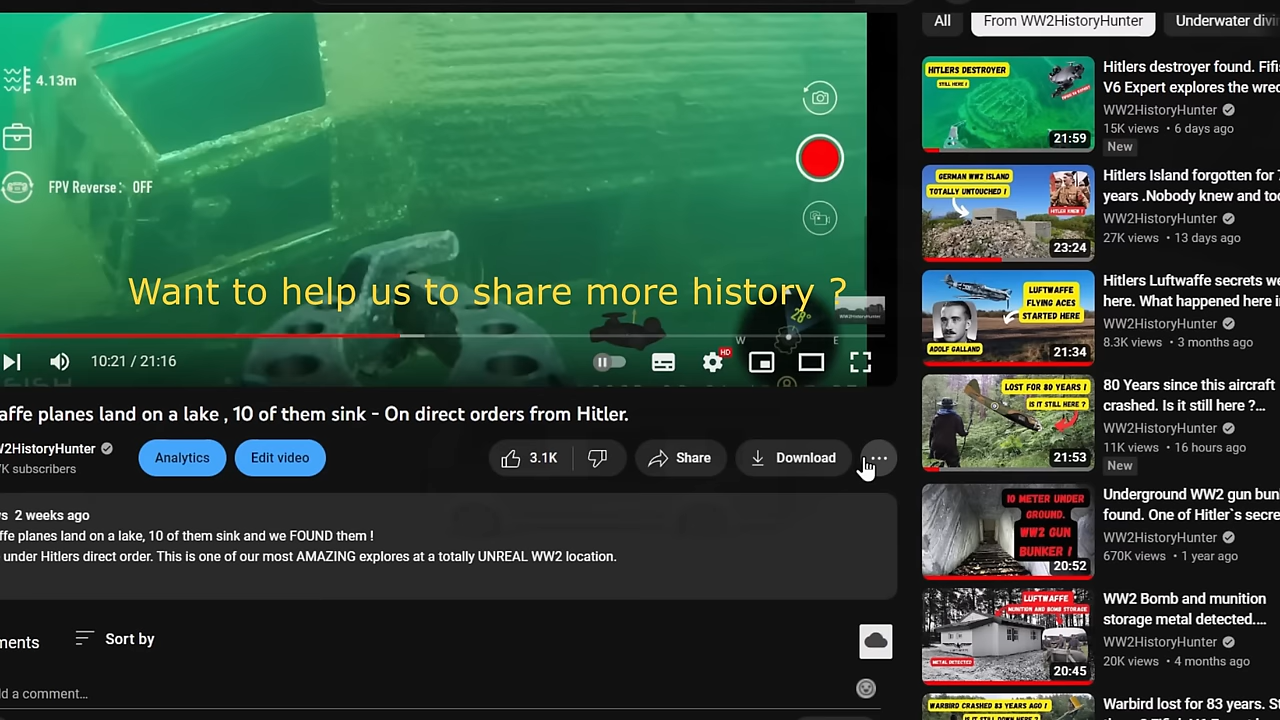 4.13m
FPV Reverse： OFF
Want to help us to share more history ?
28°
W
E
10:21 / 21:16
HD
affe planes land on a lake , 10 of them sink - On direct orders from Hitler.
W2HistoryHunter
K subscribers
Analytics
Edit video
3.1K
Share
Download
s 2 weeks ago
ffe planes land on a lake, 10 of them sink and we FOUND them !
under Hitlers direct order. This is one of our most AMAZING explores at a totally UNREAL WW2 location.
ments
Sort by
d a comment...
All
From WW2HistoryHunter
Underwater divi
HITLERS DESTROYER
STILL HERE !
21:59
Hitlers destroyer found. Fifis
V6 Expert explores the wrec
WW2HistoryHunter
15K views • 6 days ago
New
GERMAN WW2 ISLAND
TOTALLY UNTOUCHED !
HITLER KNEW !
23:24
Hitlers Island forgotten for 7
years .Nobody knew and too
WW2HistoryHunter
27K views • 13 days ago
LUFTWAFFE
FLYING ACES
STARTED HERE
ADOLF GALLAND
21:34
Hitlers Luftwaffe secrets we
here. What happened here i
WW2HistoryHunter
8.3K views • 3 months ago
LOST FOR 80 YEARS !
IS IT STILL HERE ?
21:53
80 Years since this aircraft
crashed. Is it still here ?...
WW2HistoryHunter
11K views • 16 hours ago
New
10 METER UNDER
GROUND.
WW2 GUN
BUNKER !
20:52
Underground WW2 gun bun
found. One of Hitler`s secre
WW2HistoryHunter
670K views • 1 year ago
LUFTWAFFE
MUNITION AND BOMB STORAGE
METAL DETECTED
20:45
WW2 Bomb and munition
storage metal detected....
WW2HistoryHunter
20K views • 4 months ago
WARBIRD CRASHED 83 YEARS AGO !
IS IT STILL DOWN HERE ?
Warbird lost for 83 years. S